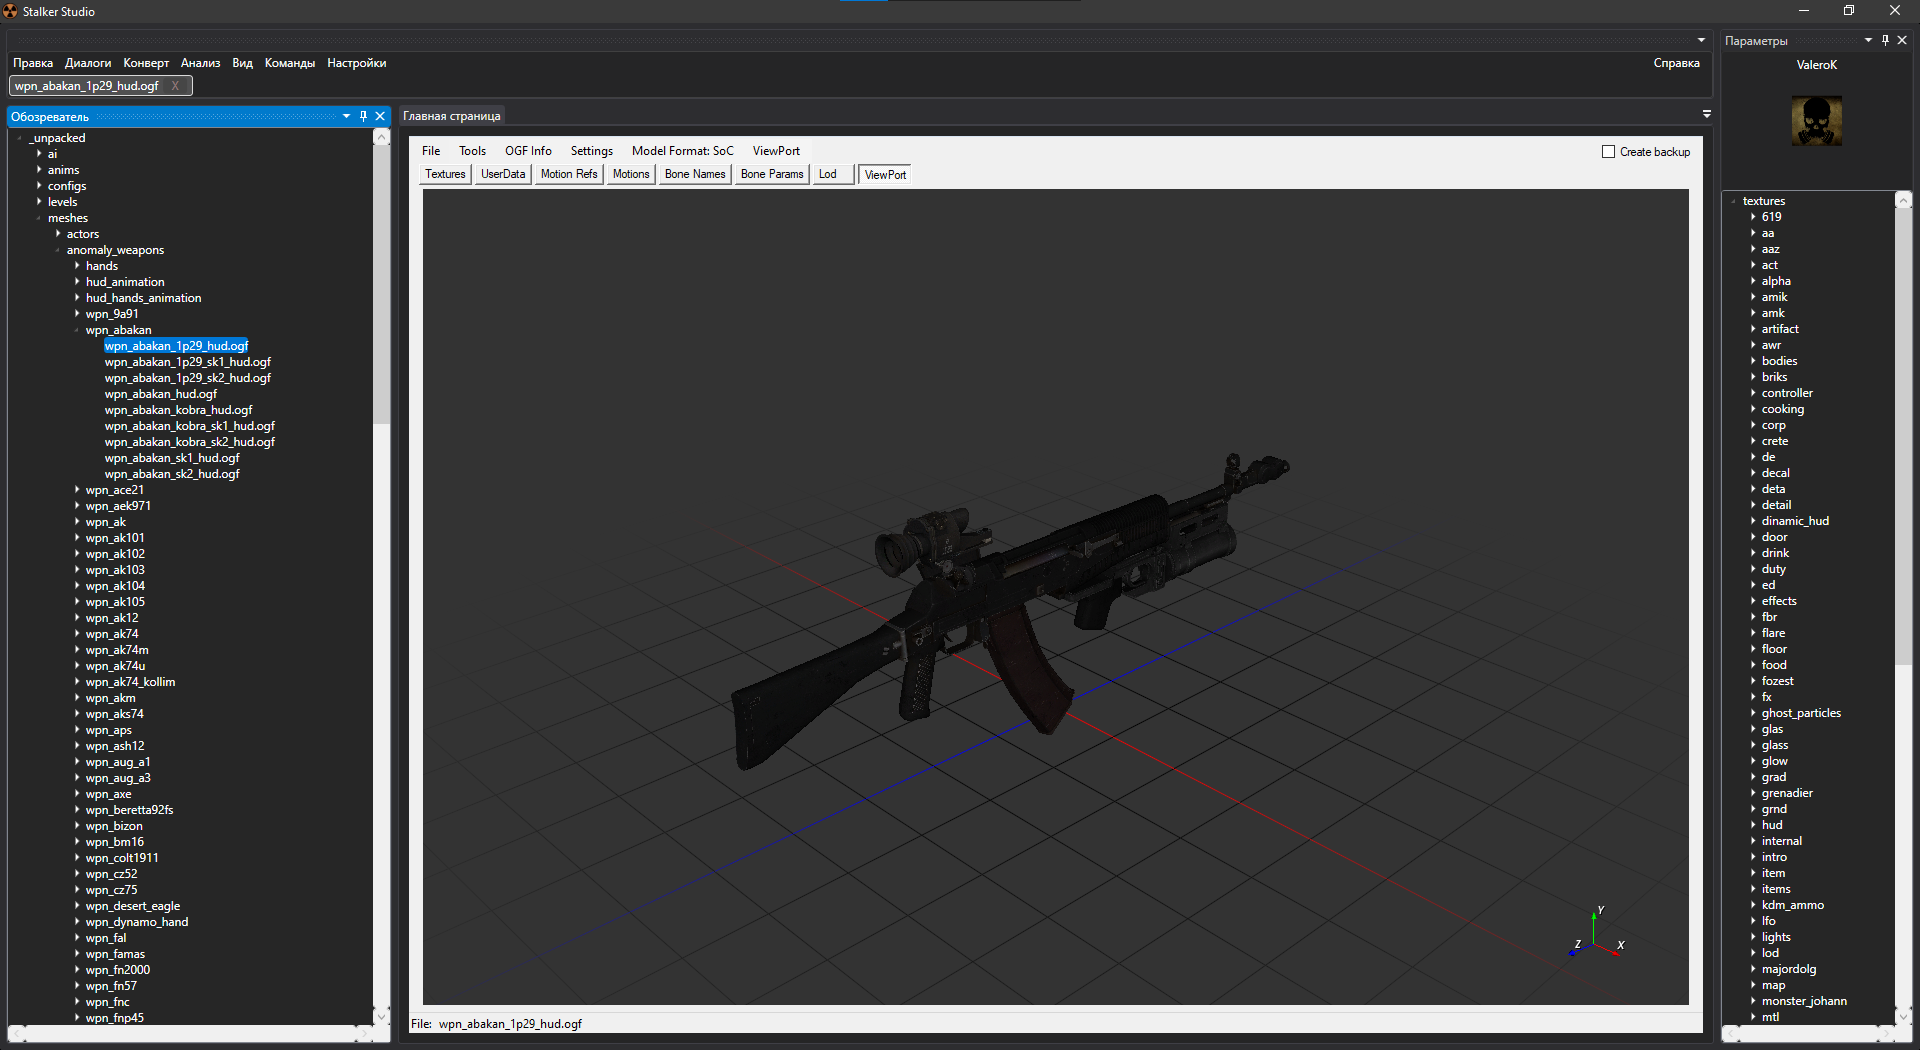 Stalker Studio
Правка Диалоги Конверт Анализ Вид Команды Настройки Справка
wpn_abakan_1p29_hud.ogf X
Обозреватель
_unpacked
ai
anims
configs
levels
meshes
actors
anomaly_weapons
hands
hud_animation
hud_hands_animation
wpn_9a91
wpn_abakan
wpn_abakan_1p29_hud.ogf
wpn_abakan_1p29_sk1_hud.ogf
wpn_abakan_1p29_sk2_hud.ogf
wpn_abakan_hud.ogf
wpn_abakan_kobra_hud.ogf
wpn_abakan_kobra_sk1_hud.ogf
wpn_abakan_kobra_sk2_hud.ogf
wpn_abakan_sk1_hud.ogf
wpn_abakan_sk2_hud.ogf
wpn_ace21
wpn_aek971
wpn_ak
wpn_ak101
wpn_ak102
wpn_ak103
wpn_ak104
wpn_ak105
wpn_ak12
wpn_ak74
wpn_ak74m
wpn_ak74u
wpn_ak74_kollim
wpn_akm
wpn_aks74
wpn_aps
wpn_ash12
wpn_aug_a1
wpn_aug_a3
wpn_axe
wpn_beretta92fs
wpn_bizon
wpn_bm16
wpn_colt1911
wpn_cz52
wpn_cz75
wpn_desert_eagle
wpn_dynamo_hand
wpn_fal
wpn_famas
wpn_fn2000
wpn_fn57
wpn_fnc
wpn_fnp45
Главная страница
File Tools OGF Info Settings Model Format: SoC ViewPort
Create backup
Textures UserData Motion Refs Motions Bone Names Bone Params Lod ViewPort
Y
Z X
File: wpn_abakan_1p29_hud.ogf
Параметры
ValeroK
textures
619
aa
aaz
act
alpha
amik
amk
artifact
awr
bodies
briks
controller
cooking
corp
crete
de
decal
deta
detail
dinamic_hud
door
drink
duty
ed
effects
fbr
flare
floor
food
fozest
fx
ghost_particles
glas
glass
glow
grad
grenadier
grnd
hud
internal
intro
item
items
kdm_ammo
lfo
lights
lod
majordolg
map
monster_johann
mtl